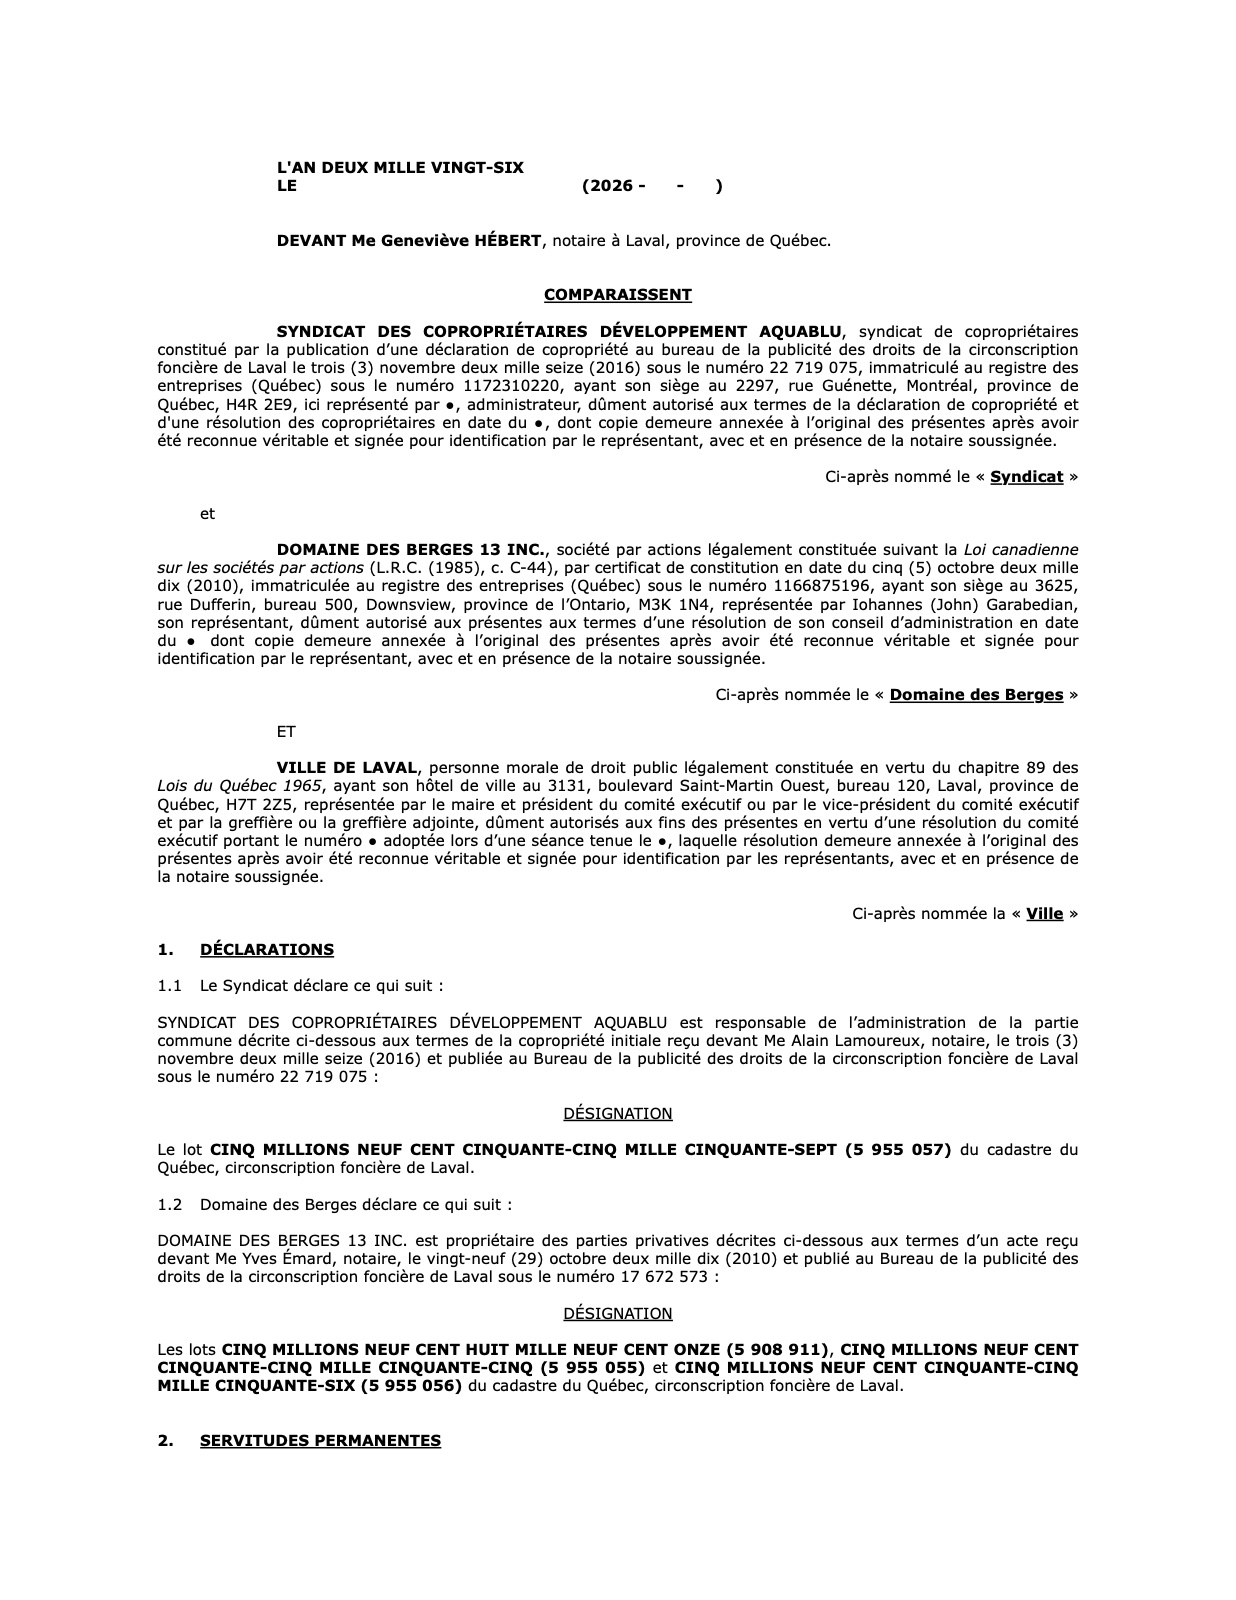 L'AN DEUX MILLE VINGT-SIX
LE (2026 - - )
DEVANT Me Geneviève HÉBERT, notaire à Laval, province de Québec.
COMPARAISSENT
SYNDICAT DES COPROPRIÉTAIRES DÉVELOPPEMENT AQUABLU, syndicat de copropriétaires
constitué par la publication d’une déclaration de copropriété au bureau de la publicité des droits de la circonscription
foncière de Laval le trois (3) novembre deux mille seize (2016) sous le numéro 22 719 075, immatriculé au registre des
entreprises (Québec) sous le numéro 1172310220, ayant son siège au 2297, rue Guénette, Montréal, province de
Québec, H4R 2E9, ici représenté par ●, administrateur, dûment autorisé aux termes de la déclaration de copropriété et
d'une résolution des copropriétaires en date du ●, dont copie demeure annexée à l’original des présentes après avoir
été reconnue véritable et signée pour identification par le représentant, avec et en présence de la notaire soussignée.
Ci-après nommé le « Syndicat »
et
DOMAINE DES BERGES 13 INC., société par actions légalement constituée suivant la Loi canadienne
sur les sociétés par actions (L.R.C. (1985), c. C-44), par certificat de constitution en date du cinq (5) octobre deux mille
dix (2010), immatriculée au registre des entreprises (Québec) sous le numéro 1166875196, ayant son siège au 3625,
rue Dufferin, bureau 500, Downsview, province de l’Ontario, M3K 1N4, représentée par Iohannes (John) Garabedian,
son représentant, dûment autorisé aux présentes aux termes d’une résolution de son conseil d’administration en date
du ● dont copie demeure annexée à l’original des présentes après avoir été reconnue véritable et signée pour
identification par le représentant, avec et en présence de la notaire soussignée.
Ci-après nommée le « Domaine des Berges »
ET
VILLE DE LAVAL, personne morale de droit public légalement constituée en vertu du chapitre 89 des
Lois du Québec 1965, ayant son hôtel de ville au 3131, boulevard Saint-Martin Ouest, bureau 120, Laval, province de
Québec, H7T 2Z5, représentée par le maire et président du comité exécutif ou par le vice-président du comité exécutif
et par la greffière ou la greffière adjointe, dûment autorisés aux fins des présentes en vertu d’une résolution du comité
exécutif portant le numéro ● adoptée lors d’une séance tenue le ●, laquelle résolution demeure annexée à l’original des
présentes après avoir été reconnue véritable et signée pour identification par les représentants, avec et en présence de
la notaire soussignée.
Ci-après nommée la « Ville »
1. DÉCLARATIONS
1.1 Le Syndicat déclare ce qui suit :
SYNDICAT DES COPROPRIÉTAIRES DÉVELOPPEMENT AQUABLU est responsable de l’administration de la partie
commune décrite ci-dessous aux termes de la copropriété initiale reçu devant Me Alain Lamoureux, notaire, le trois (3)
novembre deux mille seize (2016) et publiée au Bureau de la publicité des droits de la circonscription foncière de Laval
sous le numéro 22 719 075 :
DÉSIGNATION
Le lot CINQ MILLIONS NEUF CENT CINQUANTE-CINQ MILLE CINQUANTE-SEPT (5 955 057) du cadastre du
Québec, circonscription foncière de Laval.
1.2 Domaine des Berges déclare ce qui suit :
DOMAINE DES BERGES 13 INC. est propriétaire des parties privatives décrites ci-dessous aux termes d’un acte reçu
devant Me Yves Émard, notaire, le vingt-neuf (29) octobre deux mille dix (2010) et publié au Bureau de la publicité des
droits de la circonscription foncière de Laval sous le numéro 17 672 573 :
DÉSIGNATION
Les lots CINQ MILLIONS NEUF CENT HUIT MILLE NEUF CENT ONZE (5 908 911), CINQ MILLIONS NEUF CENT
CINQUANTE-CINQ MILLE CINQUANTE-CINQ (5 955 055) et CINQ MILLIONS NEUF CENT CINQUANTE-CINQ
MILLE CINQUANTE-SIX (5 955 056) du cadastre du Québec, circonscription foncière de Laval.
2. SERVITUDES PERMANENTES